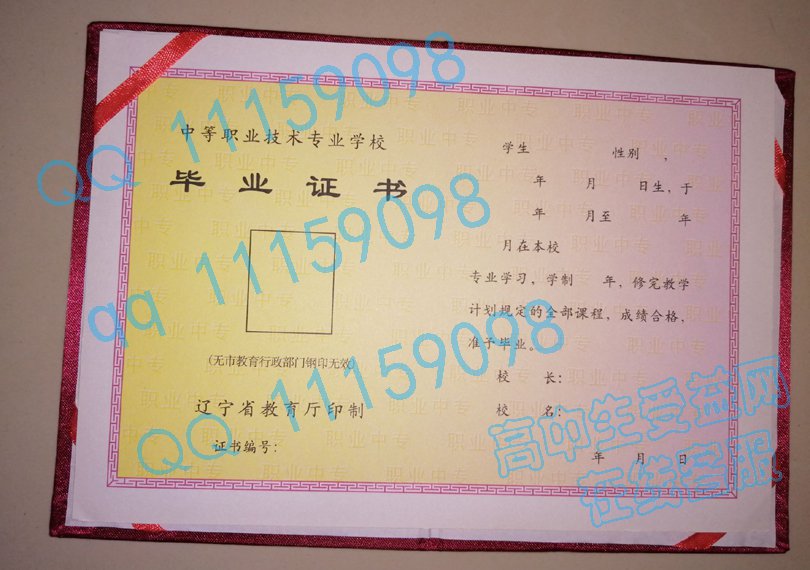 中等职业技术专业学校
毕业证书
(无市教育行政部门钢印无效)
辽宁省教育厅印制
证书编号:
学生 性别 ,
年 月 日生,于
年 月至 年
月在本校
专业学习,学制 年,修完教学
计划规定的全部课程,成绩合格,
准予毕业。
校 长:
校 名:
年 月 日
QQ 11159098
qq 11159098
QQ 11159098
高中生受益网
在线客服
职业中专